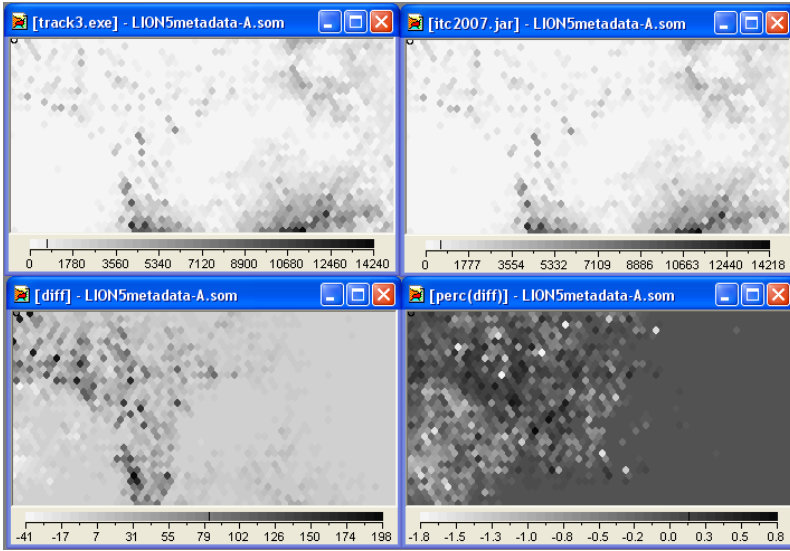 [track3.exe] - LION5metadata-A.som
[itc2007.jar] - LION5metadata-A.som
0 1780 3560 5340 7120 8900 10680 12460 14240
0 1777 3554 5332 7109 8886 10663 12440 14218
[diff] - LION5metadata-A.som
[perc(diff)] - LION5metadata-A.som
-41 -17 7 31 55 79 102 126 150 174 198
-1.8 -1.5 -1.3 -1.0 -0.8 -0.5 -0.2 0.0 0.3 0.5 0.8